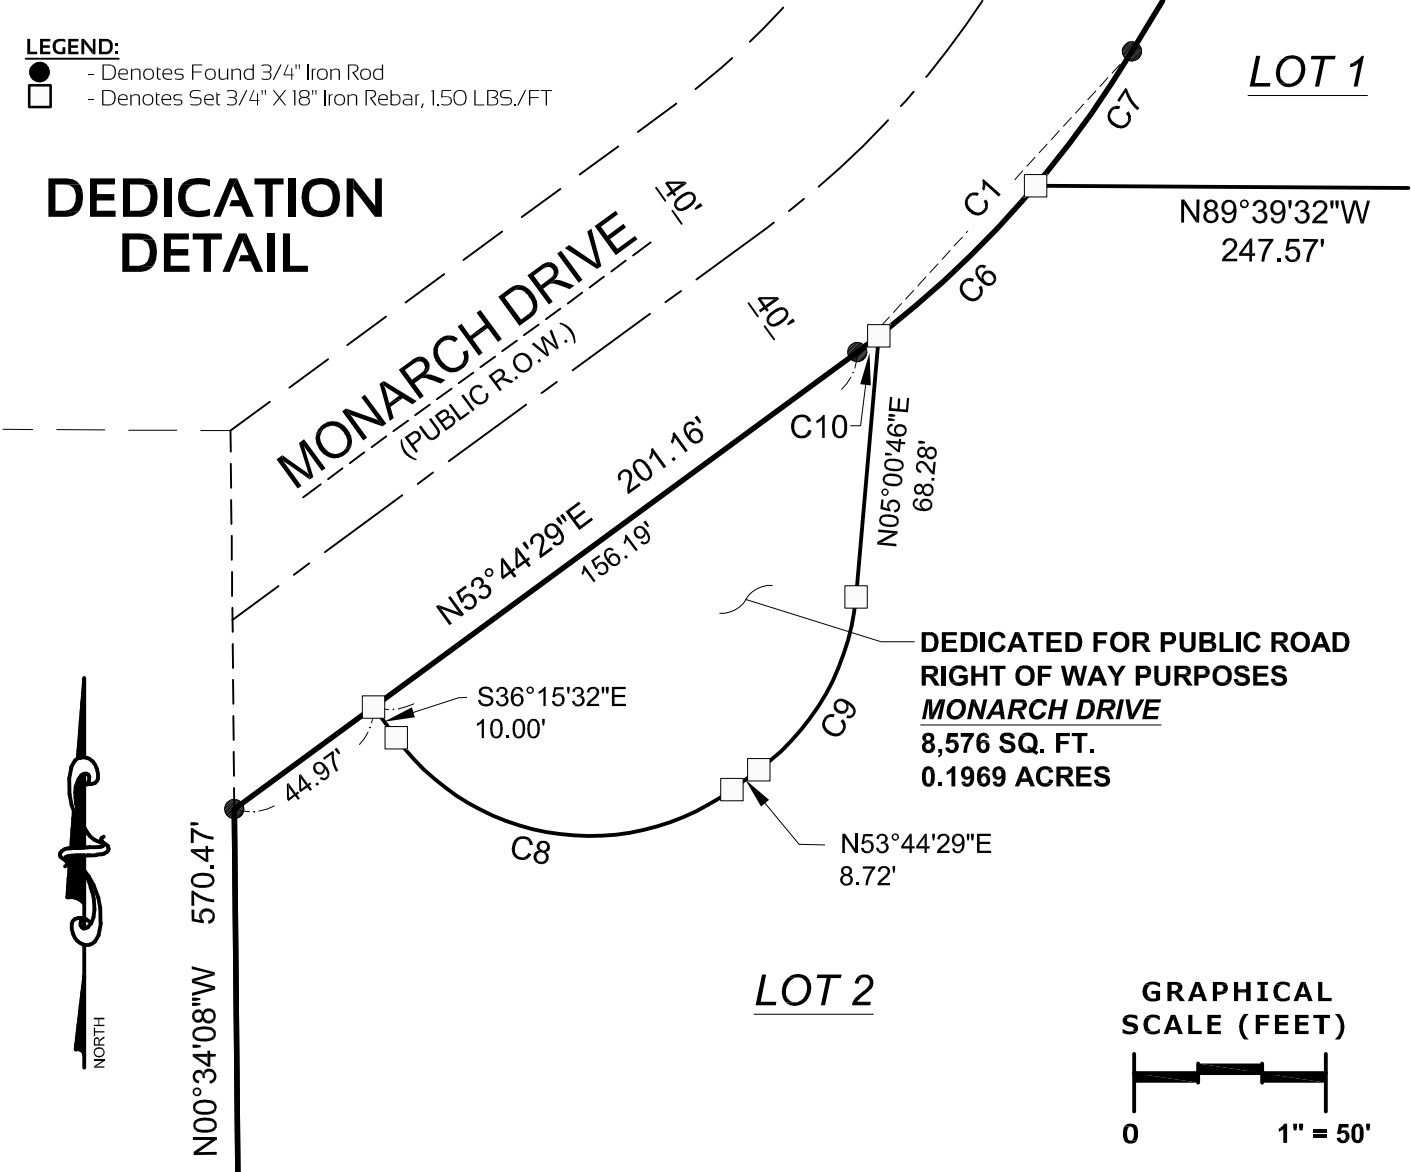 LEGEND:
- Denotes Found 3/4" Iron Rod
- Denotes Set 3/4" X 18" Iron Rebar, 1.50 LBS./FT
DEDICATION
DETAIL
LOT 1
C7
C1
C6
N89°39'32"W
247.57'
40'
40'
MONARCH DRIVE
(PUBLIC R.O.W.)
C10
N05°00'46"E
68.28'
N53°44'29"E 201.16'
156.19'
DEDICATED FOR PUBLIC ROAD
RIGHT OF WAY PURPOSES
MONARCH DRIVE
8,576 SQ. FT.
0.1969 ACRES
S36°15'32"E
10.00'
44.97'
C9
C8
N53°44'29"E
8.72'
N00°34'08"W 570.47'
NORTH
LOT 2
GRAPHICAL
SCALE (FEET)
0 1" = 50'